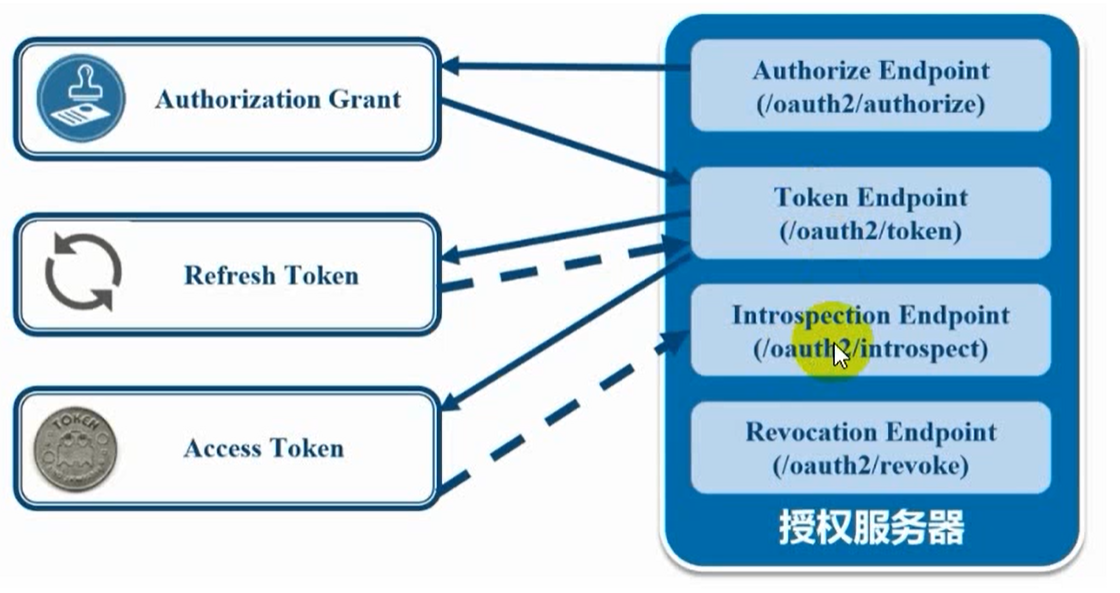 Authorization Grant
Refresh Token
TOKEN
Access Token
Authorize Endpoint
(/oauth2/authorize)
Token Endpoint
(/oauth2/token)
Introspection Endpoint
(/oauth2/introspect)
Revocation Endpoint
(/oauth2/revoke)
授权服务器